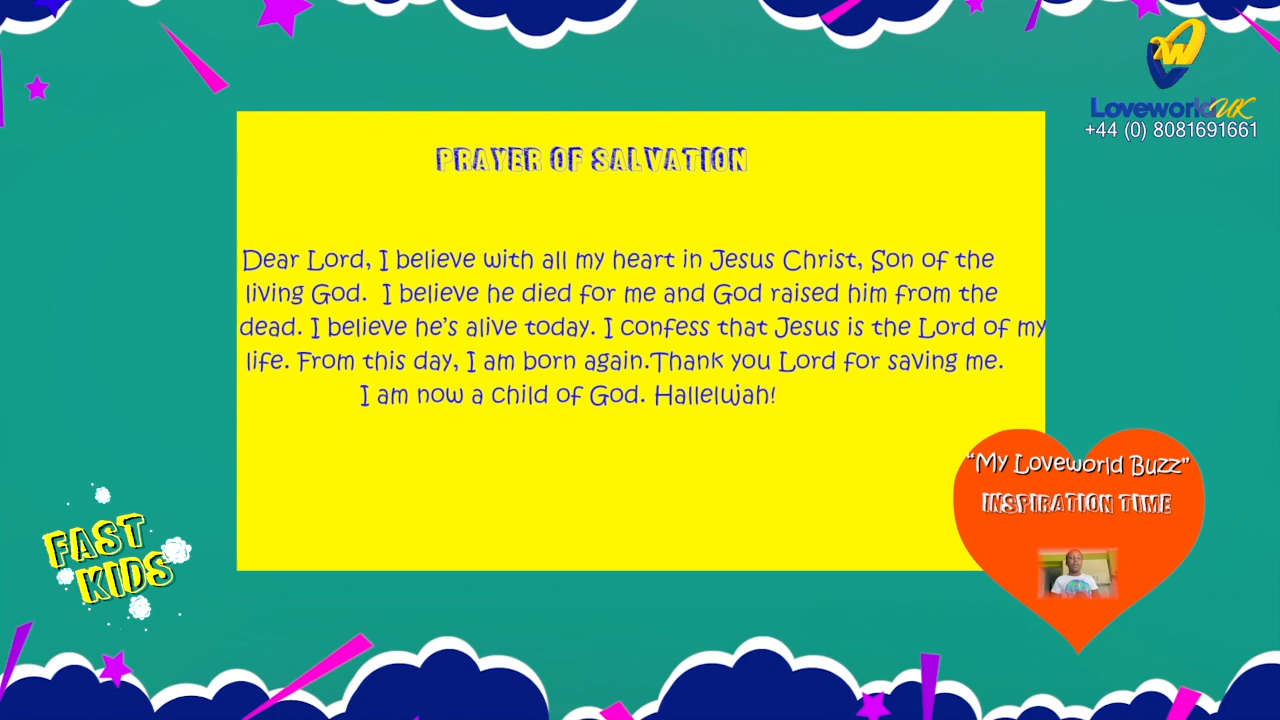 LoveworldUK
+44 (0) 8081691661
PRAYER OF SALVATION
Dear Lord, I believe with all my heart in Jesus Christ, Son of the
living God. I believe he died for me and God raised him from the
dead. I believe he's alive today. I confess that Jesus is the Lord of my
life. From this day, I am born again.Thank you Lord for saving me.
I am now a child of God. Hallelujah!
"My Loveworld Buzz"
INSPIRATION TIME
FAST
KIDS